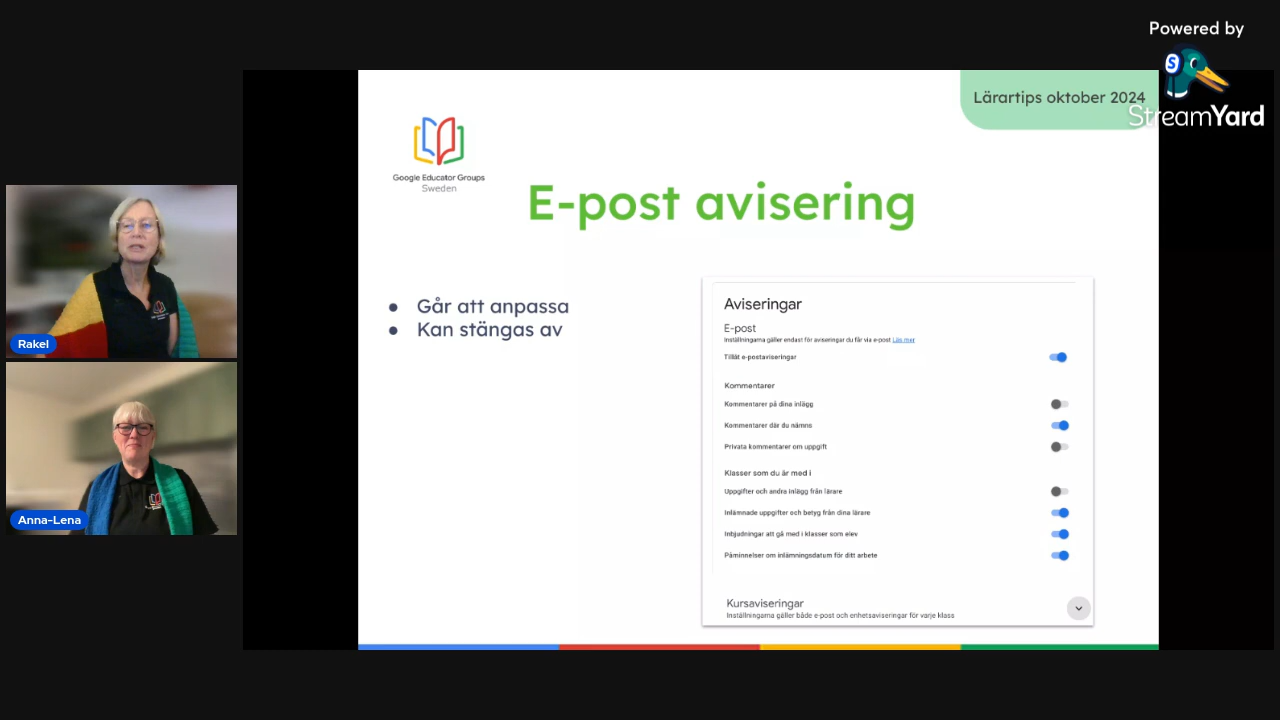 Powered by
StreamYard
Lärartips oktober 2024
Google Educator Groups
Sweden
E-post avisering
● Går att anpassa
● Kan stängas av
Aviseringar
E-post
Inställningarna gäller endast för aviseringar du får via e-post Läs mer
Tillåt e-postaviseringar
Kommentarer
Kommentarer på dina inlägg
Kommentarer där du nämns
Privata kommentarer om uppgift
Klasser som du är med i
Uppgifter och andra inlägg från lärare
Inlämnade uppgifter och betyg från dina lärare
Inbjudningar att gå med i klasser som elev
Påminnelser om inlämningsdatum för ditt arbete
Kursaviseringar
Inställningarna gäller både e-post och enhetsaviseringar för varje klass
Rakel
Anna-Lena